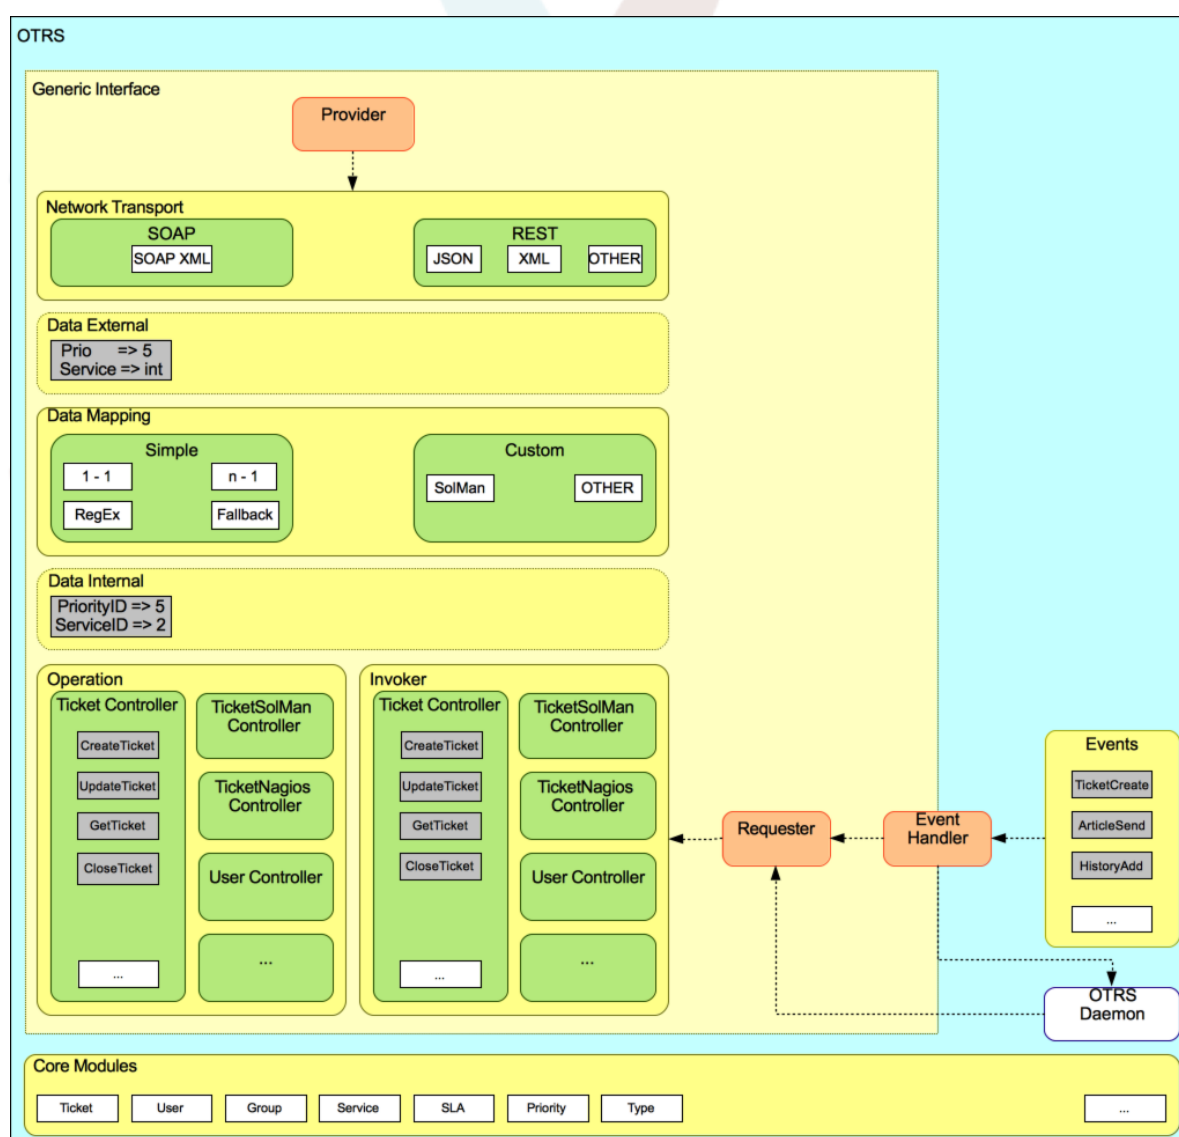 OTRS
Generic Interface
Provider
Network Transport
SOAP
SOAP XML
REST
JSON
XML
OTHER
Data External
Prio => 5
Service => int
Data Mapping
Simple
1 - 1
n - 1
RegEx
Fallback
Custom
SolMan
OTHER
Data Internal
PriorityID => 5
ServiceID => 2
Operation
Ticket Controller
CreateTicket
UpdateTicket
GetTicket
CloseTicket
...
TicketSolMan
Controller
TicketNagios
Controller
User Controller
...
Invoker
Ticket Controller
CreateTicket
UpdateTicket
GetTicket
CloseTicket
...
TicketSolMan
Controller
TicketNagios
Controller
User Controller
...
Requester
Event
Handler
Events
TicketCreate
ArticleSend
HistoryAdd
...
OTRS
Daemon
Core Modules
Ticket
User
Group
Service
SLA
Priority
Type
...